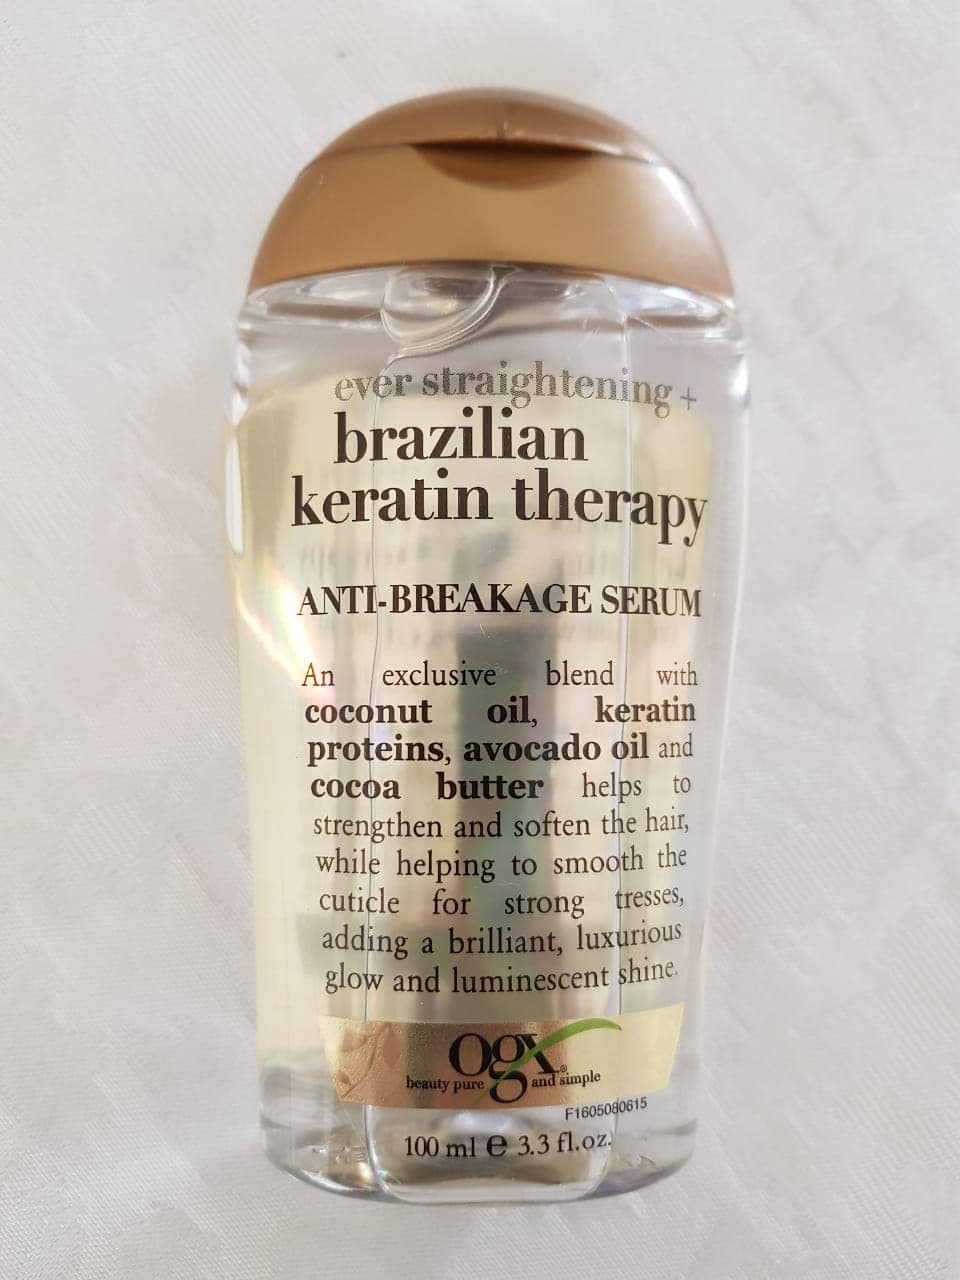 ever straightening +
brazilian
keratin therapy
ANTI-BREAKAGE SERUM
An exclusive blend with
coconut oil, keratin
proteins, avocado oil and
cocoa butter helps to
strengthen and soften the hair,
while helping to smooth the
cuticle for strong tresses,
adding a brilliant, luxurious
glow and luminescent shine.
ogx®
beauty pure and simple
F1605080615
100 ml e 3.3 fl.oz.